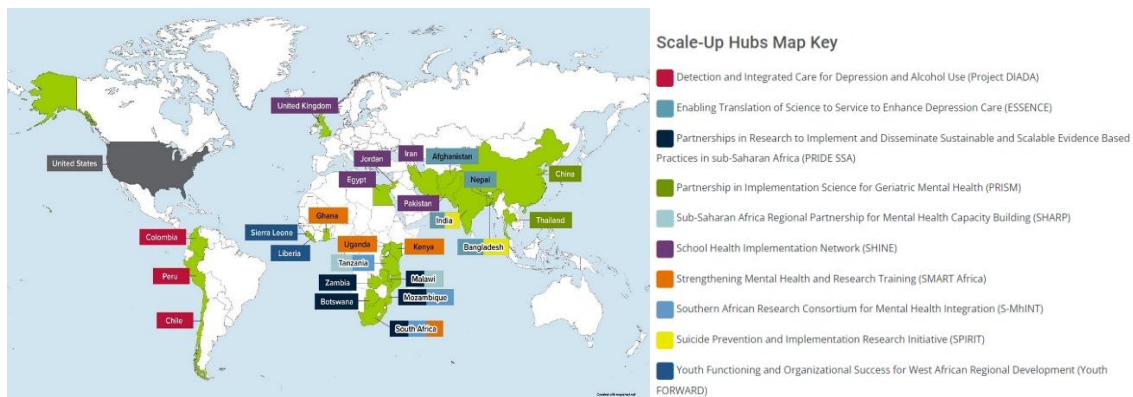 United Kingdom
United States
Jordan
Iran
Afghanistan
Egypt
Nepal
China
Pakistan
Ghana
India
Thailand
Sierra Leone
Colombia
Liberia
Uganda
Kenya
Bangladesh
Tanzania
Peru
Zambia
Malawi
Botswana
Mozambique
Chile
South Africa
Created with mapchart.net
Scale-Up Hubs Map Key
Detection and Integrated Care for Depression and Alcohol Use (Project DIADA)
Enabling Translation of Science to Service to Enhance Depression Care (ESSENCE)
Partnerships in Research to Implement and Disseminate Sustainable and Scalable Evidence Based
Practices in sub-Saharan Africa (PRIDE SSA)
Partnership in Implementation Science for Geriatric Mental Health (PRISM)
Sub-Saharan Africa Regional Partnership for Mental Health Capacity Building (SHARP)
School Health Implementation Network (SHINE)
Strengthening Mental Health and Research Training (SMART Africa)
Southern African Research Consortium for Mental Health Integration (S-MhINT)
Suicide Prevention and Implementation Research Initiative (SPIRIT)
Youth Functioning and Organizational Success for West African Regional Development (Youth
FORWARD)